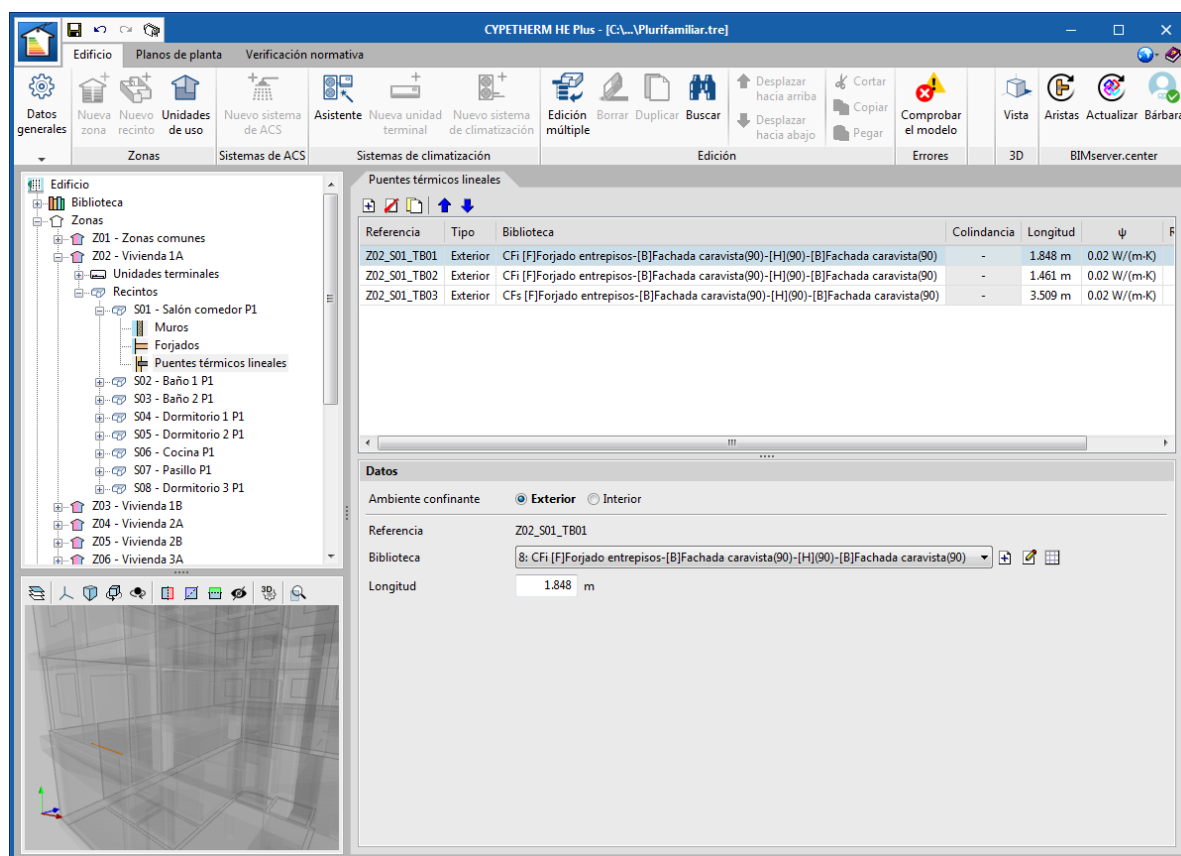 CYPETHERM HE Plus - [C:\...\Plurifamiliar.tre]
Edificio Planos de planta Verificación normativa
Datos generales
Nueva zona
Nuevo recinto
Unidades de uso
Nuevo sistema de ACS
Asistente
Nueva unidad terminal
Nuevo sistema de climatización
Edición múltiple
Borrar
Duplicar
Buscar
Desplazar hacia arriba
Desplazar hacia abajo
Cortar
Copiar
Pegar
Comprobar el modelo
Vista
Aristas
Actualizar
Bárbara
Zonas Sistemas de ACS Sistemas de climatización Edición Errores 3D BIMserver.center
Edificio
Biblioteca
Zonas
Z01 - Zonas comunes
Z02 - Vivienda 1A
Unidades terminales
Recintos
S01 - Salón comedor P1
Muros
Forjados
Puentes térmicos lineales
S02 - Baño 1 P1
S03 - Baño 2 P1
S04 - Dormitorio 1 P1
S05 - Dormitorio 2 P1
S06 - Cocina P1
S07 - Pasillo P1
S08 - Dormitorio 3 P1
Z03 - Vivienda 1B
Z04 - Vivienda 2A
Z05 - Vivienda 2B
Z06 - Vivienda 3A
3D
Puentes térmicos lineales
Referencia Tipo Biblioteca Colindancia Longitud ψ
Z02_S01_TB01 Exterior CFi [F]Forjado entrepisos-[B]Fachada caravista(90)-[H](90)-[B]Fachada caravista(90) - 1.848 m 0.02 W/(m·K)
Z02_S01_TB02 Exterior CFi [F]Forjado entrepisos-[B]Fachada caravista(90)-[H](90)-[B]Fachada caravista(90) - 1.461 m 0.02 W/(m·K)
Z02_S01_TB03 Exterior CFs [F]Forjado entrepisos-[B]Fachada caravista(90)-[H](90)-[B]Fachada caravista(90) - 3.509 m 0.02 W/(m·K)
Datos
Ambiente confinante Exterior Interior
Referencia Z02_S01_TB01
Biblioteca 8: CFi [F]Forjado entrepisos-[B]Fachada caravista(90)-[H](90)-[B]Fachada caravista(90)
Longitud 1.848 m